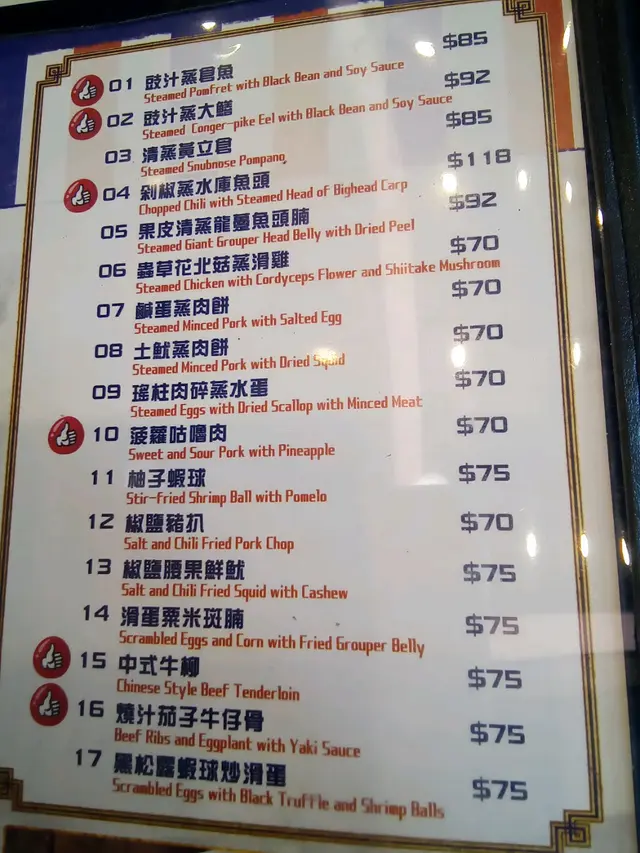 01 豉汁蒸倉魚 $85
Steamed PomFret with Black Bean and Soy Sauce
02 豉汁蒸大鱔 $92
Steamed Conger-pike Eel with Black Bean and Soy Sauce
03 清蒸黃立倉 $85
Steamed Snubnose Pompano
04 剁椒蒸水庫魚頭 $118
Chopped Chili with Steamed Head of Bighead Carp
05 果皮清蒸龍躉魚頭腩 $92
Steamed Giant Grouper Head Belly with Dried Peel
06 蟲草花北菇蒸滑雞 $70
Steamed Chicken with Cordyceps Flower and Shiitake Mushroom
07 鹹蛋蒸肉餅 $70
Steamed Minced Pork with Salted Egg
08 土魷蒸肉餅 $70
Steamed Minced Pork with Dried Squid
09 瑤柱肉碎蒸水蛋 $70
Steamed Eggs with Dried Scallop with Minced Meat
10 菠蘿咕嚕肉 $70
Sweet and Sour Pork with Pineapple
11 柚子蝦球 $75
Stir-Fried Shrimp Ball with Pomelo
12 椒鹽豬扒 $70
Salt and Chili Fried Pork Chop
13 椒鹽腰果鮮魷 $75
Salt and Chili Fried Squid with Cashew
14 滑蛋粟米斑腩 $75
Scrambled Eggs and Corn with Fried Grouper Belly
15 中式牛柳 $75
Chinese Style Beef Tenderloin
16 燒汁茄子牛仔骨 $75
Beef Ribs and Eggplant with Yaki Sauce
17 黑松露蝦球炒滑蛋 $75
Scrambled Eggs with Black Truffle and Shrimp Balls